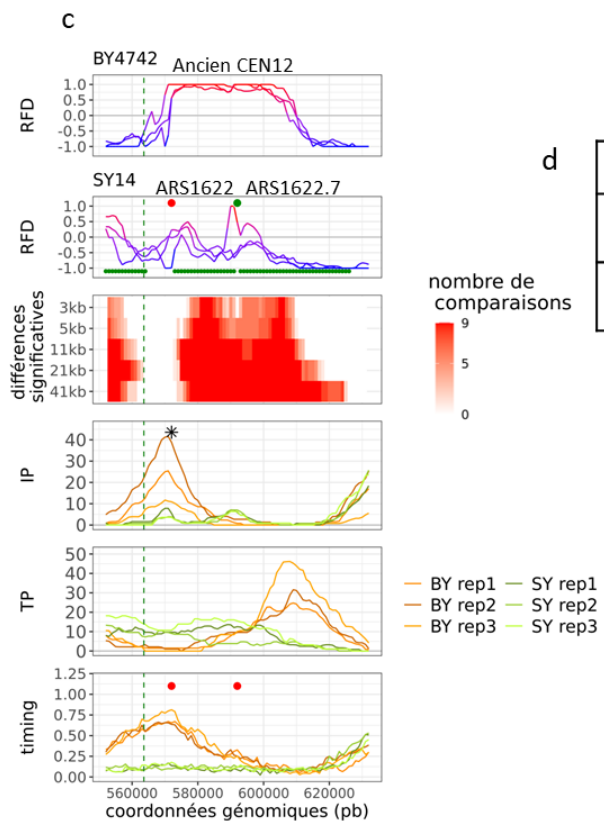 c
BY4742
Ancien CEN12
RFD
1.0
0.5
0.0
-0.5
-1.0
d
SY14
ARS1622
ARS1622.7
RFD
1.0
0.5
0.0
-0.5
-1.0
différences
significatives
3kb
5kb
11kb
21kb
41kb
nombre de
comparaisons
9
5
0
IP
40
30
20
10
0
TP
50
40
30
20
10
0
BY rep1
BY rep2
BY rep3
SY rep1
SY rep2
SY rep3
timing
1.25
1.00
0.75
0.50
0.25
0.00
560000 580000 600000 620000
coordonnées génomiques (pb)